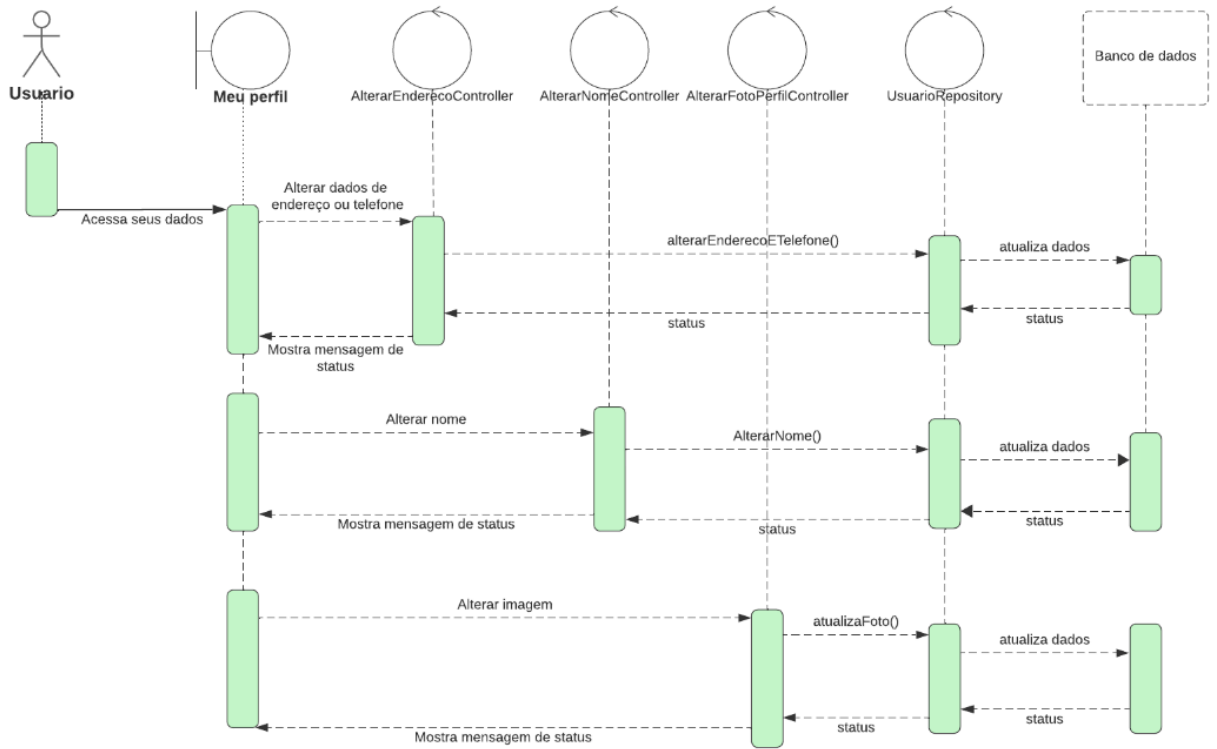 Usuario
Meu perfil
AlterarEnderecoController
AlterarNomeController
AlterarFotoPerfilController
UsuarioRepository
Banco de dados
Acessa seus dados
Alterar dados de
endereço ou telefone
alterarEnderecoETelefone()
atualiza dados
status
status
Mostra mensagem de
status
Alterar nome
AlterarNome()
atualiza dados
Mostra mensagem de status
status
status
Alterar imagem
atualizaFoto()
atualiza dados
Mostra mensagem de status
status
status